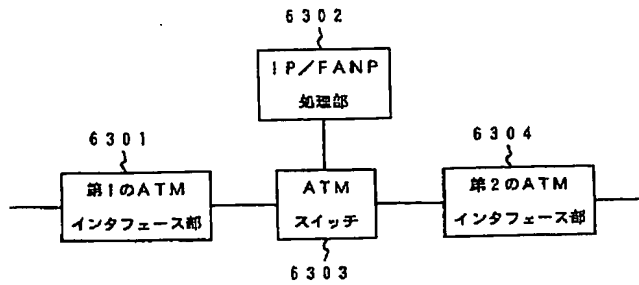 6302
IP/FANP
処理部
6301
6304
第1のATM
インタフェース部
ATM
スイッチ
第2のATM
インタフェース部
6303